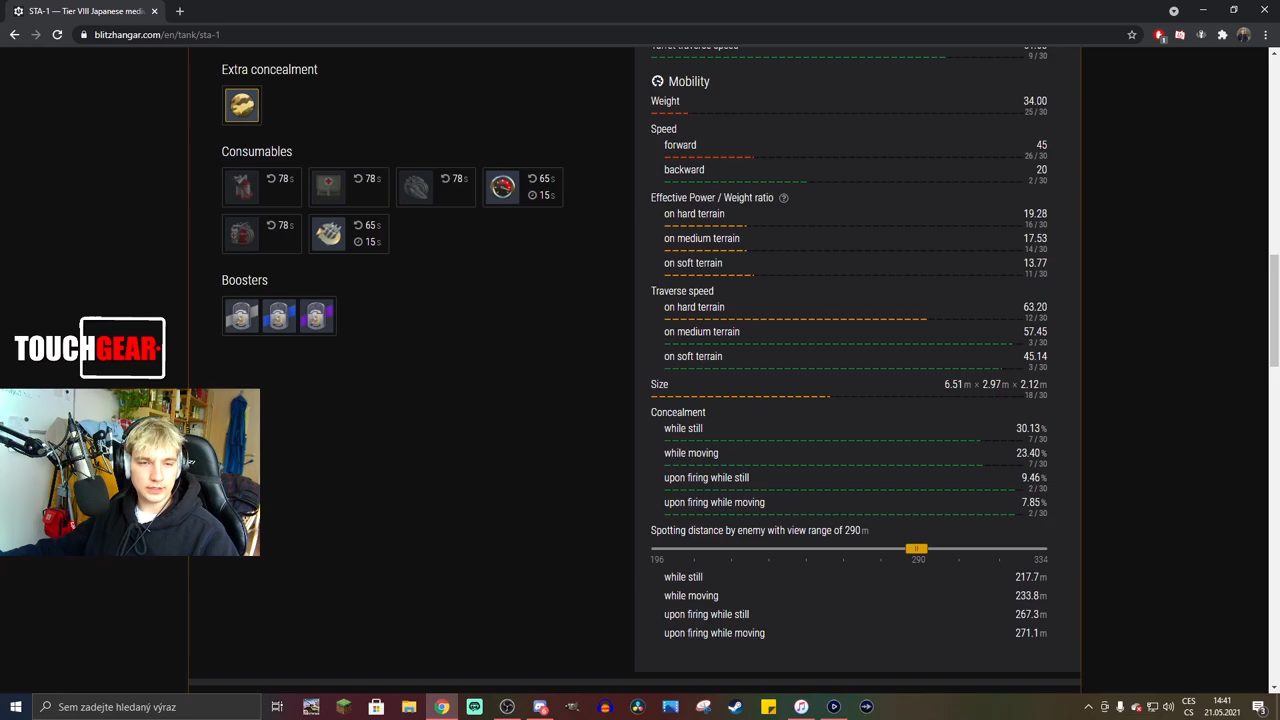 STA-1 — Tier VIII Japanese medi
blitzhangar.com/en/tank/sta-1
Extra concealment
Consumables
78 s
78 s
78 s
65 s
15 s
78 s
65 s
15 s
Boosters
TOUCHGEAR
9 / 30
Mobility
Weight 34.00
25 / 30
Speed
forward 45
26 / 30
backward 20
2 / 30
Effective Power / Weight ratio ?
on hard terrain 19.28
16 / 30
on medium terrain 17.53
14 / 30
on soft terrain 13.77
11 / 30
Traverse speed
on hard terrain 63.20
12 / 30
on medium terrain 57.45
3 / 30
on soft terrain 45.14
3 / 30
Size 6.51 m × 2.97 m × 2.12 m
18 / 30
Concealment
while still 30.13 %
7 / 30
while moving 23.40 %
7 / 30
upon firing while still 9.46 %
2 / 30
upon firing while moving 7.85 %
2 / 30
Spotting distance by enemy with view range of 290 m
196 290 334
while still 217.7 m
while moving 233.8 m
upon firing while still 267.3 m
upon firing while moving 271.1 m
Sem zadejte hledaný výraz
CES 14:41
CS 21.05.2021